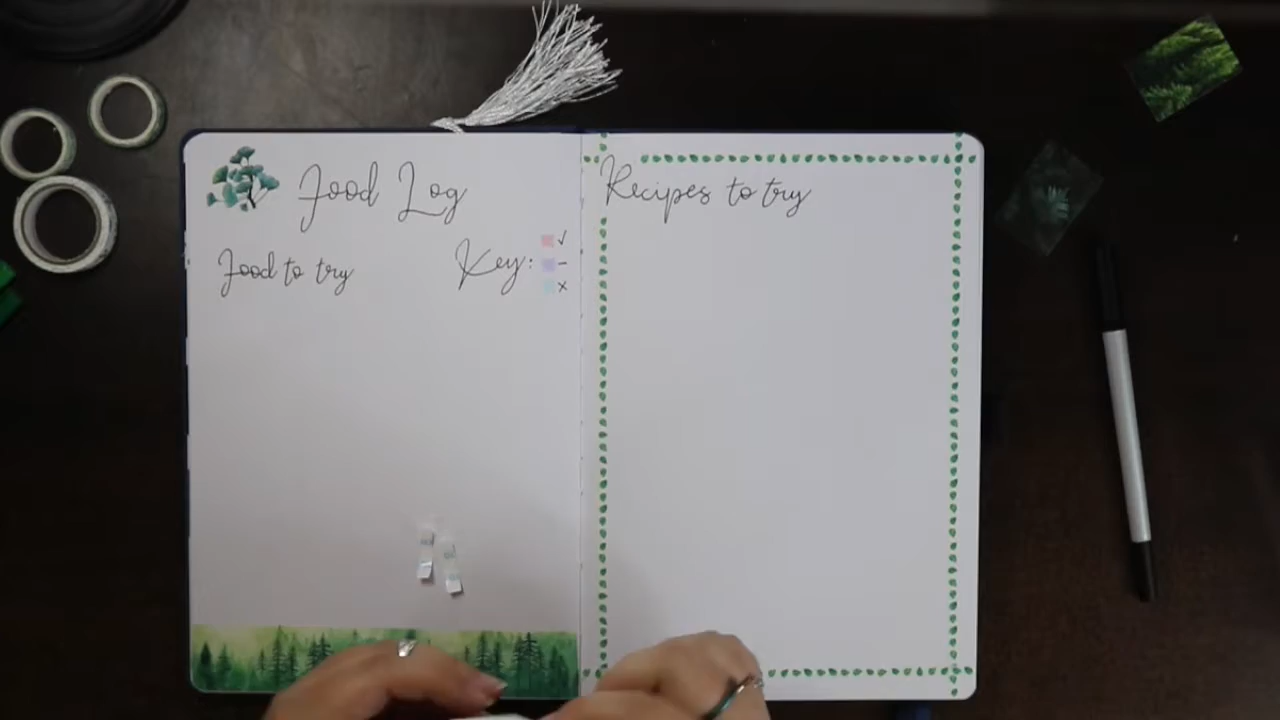 Food Log
Food to try
Key: ✓
–
x
Recipes to try